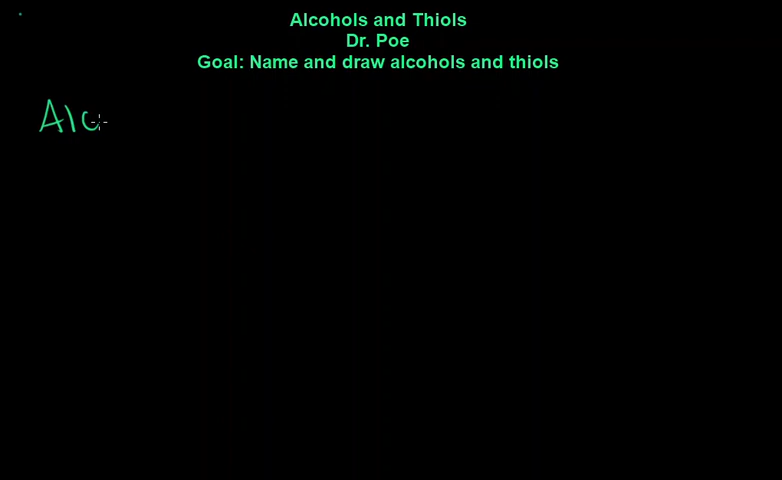 Alcohols and Thiols
Dr. Poe
Goal: Name and draw alcohols and thiols
Alc